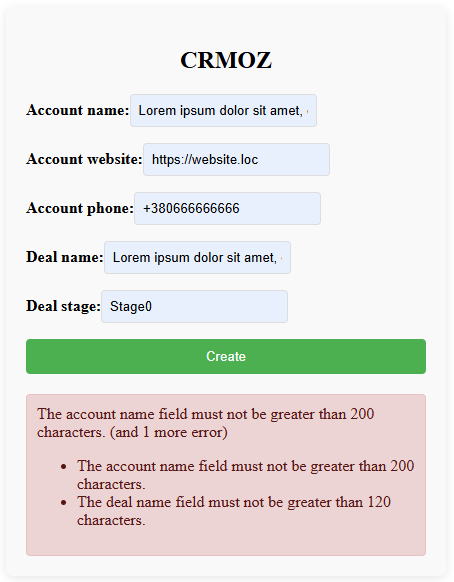 CRMOZ
Account name: Lorem ipsum dolor sit amet,
Account website: https://website.loc
Account phone: +380666666666
Deal name: Lorem ipsum dolor sit amet,
Deal stage: Stage0
Create
The account name field must not be greater than 200
characters. (and 1 more error)
• The account name field must not be greater than 200
characters.
• The deal name field must not be greater than 120
characters.